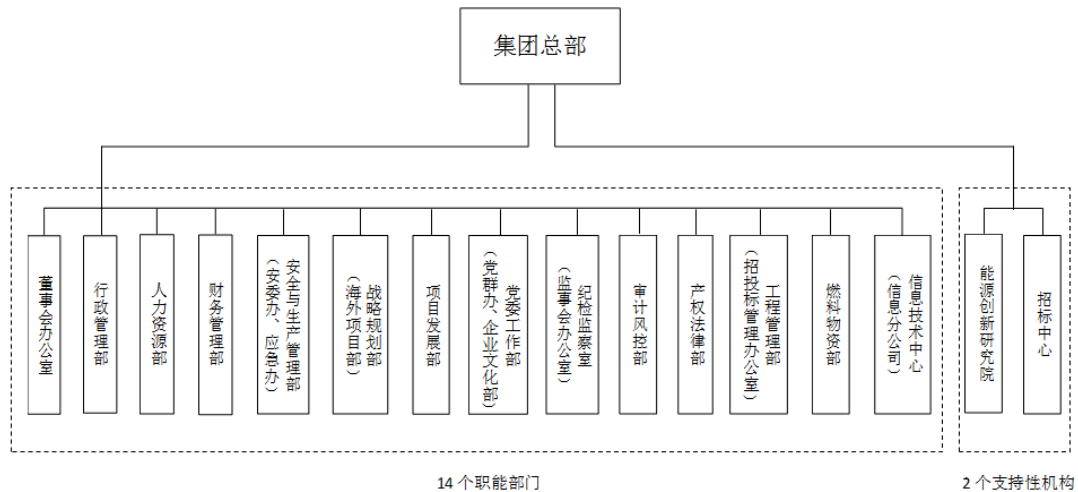 集团总部
董事会办公室
行政管理部
人力资源部
财务管理部
安全与生产管理部
（安委办、应急办）
战略规划部
（海外项目部）
项目发展部
党委工作部
（党群办、企业文化部）
纪检监察室
（监事会办公室）
审计风控部
产权法律部
工程管理部
（招投标管理办公室）
燃料物资部
信息技术中心
（信息分公司）
能源创新研究院
招标中心
14 个职能部门
2 个支持性机构